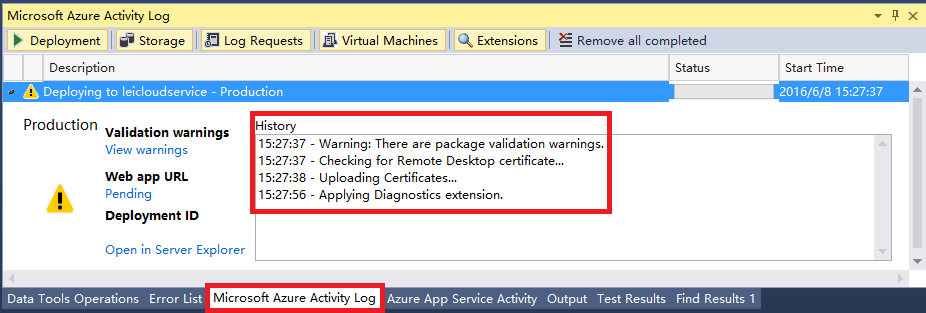 Microsoft Azure Activity Log
Deployment Storage Log Requests Virtual Machines Extensions Remove all completed
Description Status Start Time
Deploying to leicloudservice - Production 2016/6/8 15:27:37
Production
Validation warnings
View warnings
Web app URL
Pending
Deployment ID
Open in Server Explorer
History
15:27:37 - Warning: There are package validation warnings.
15:27:37 - Checking for Remote Desktop certificate...
15:27:38 - Uploading Certificates...
15:27:56 - Applying Diagnostics extension.
Data Tools Operations Error List Microsoft Azure Activity Log Azure App Service Activity Output Test Results Find Results 1